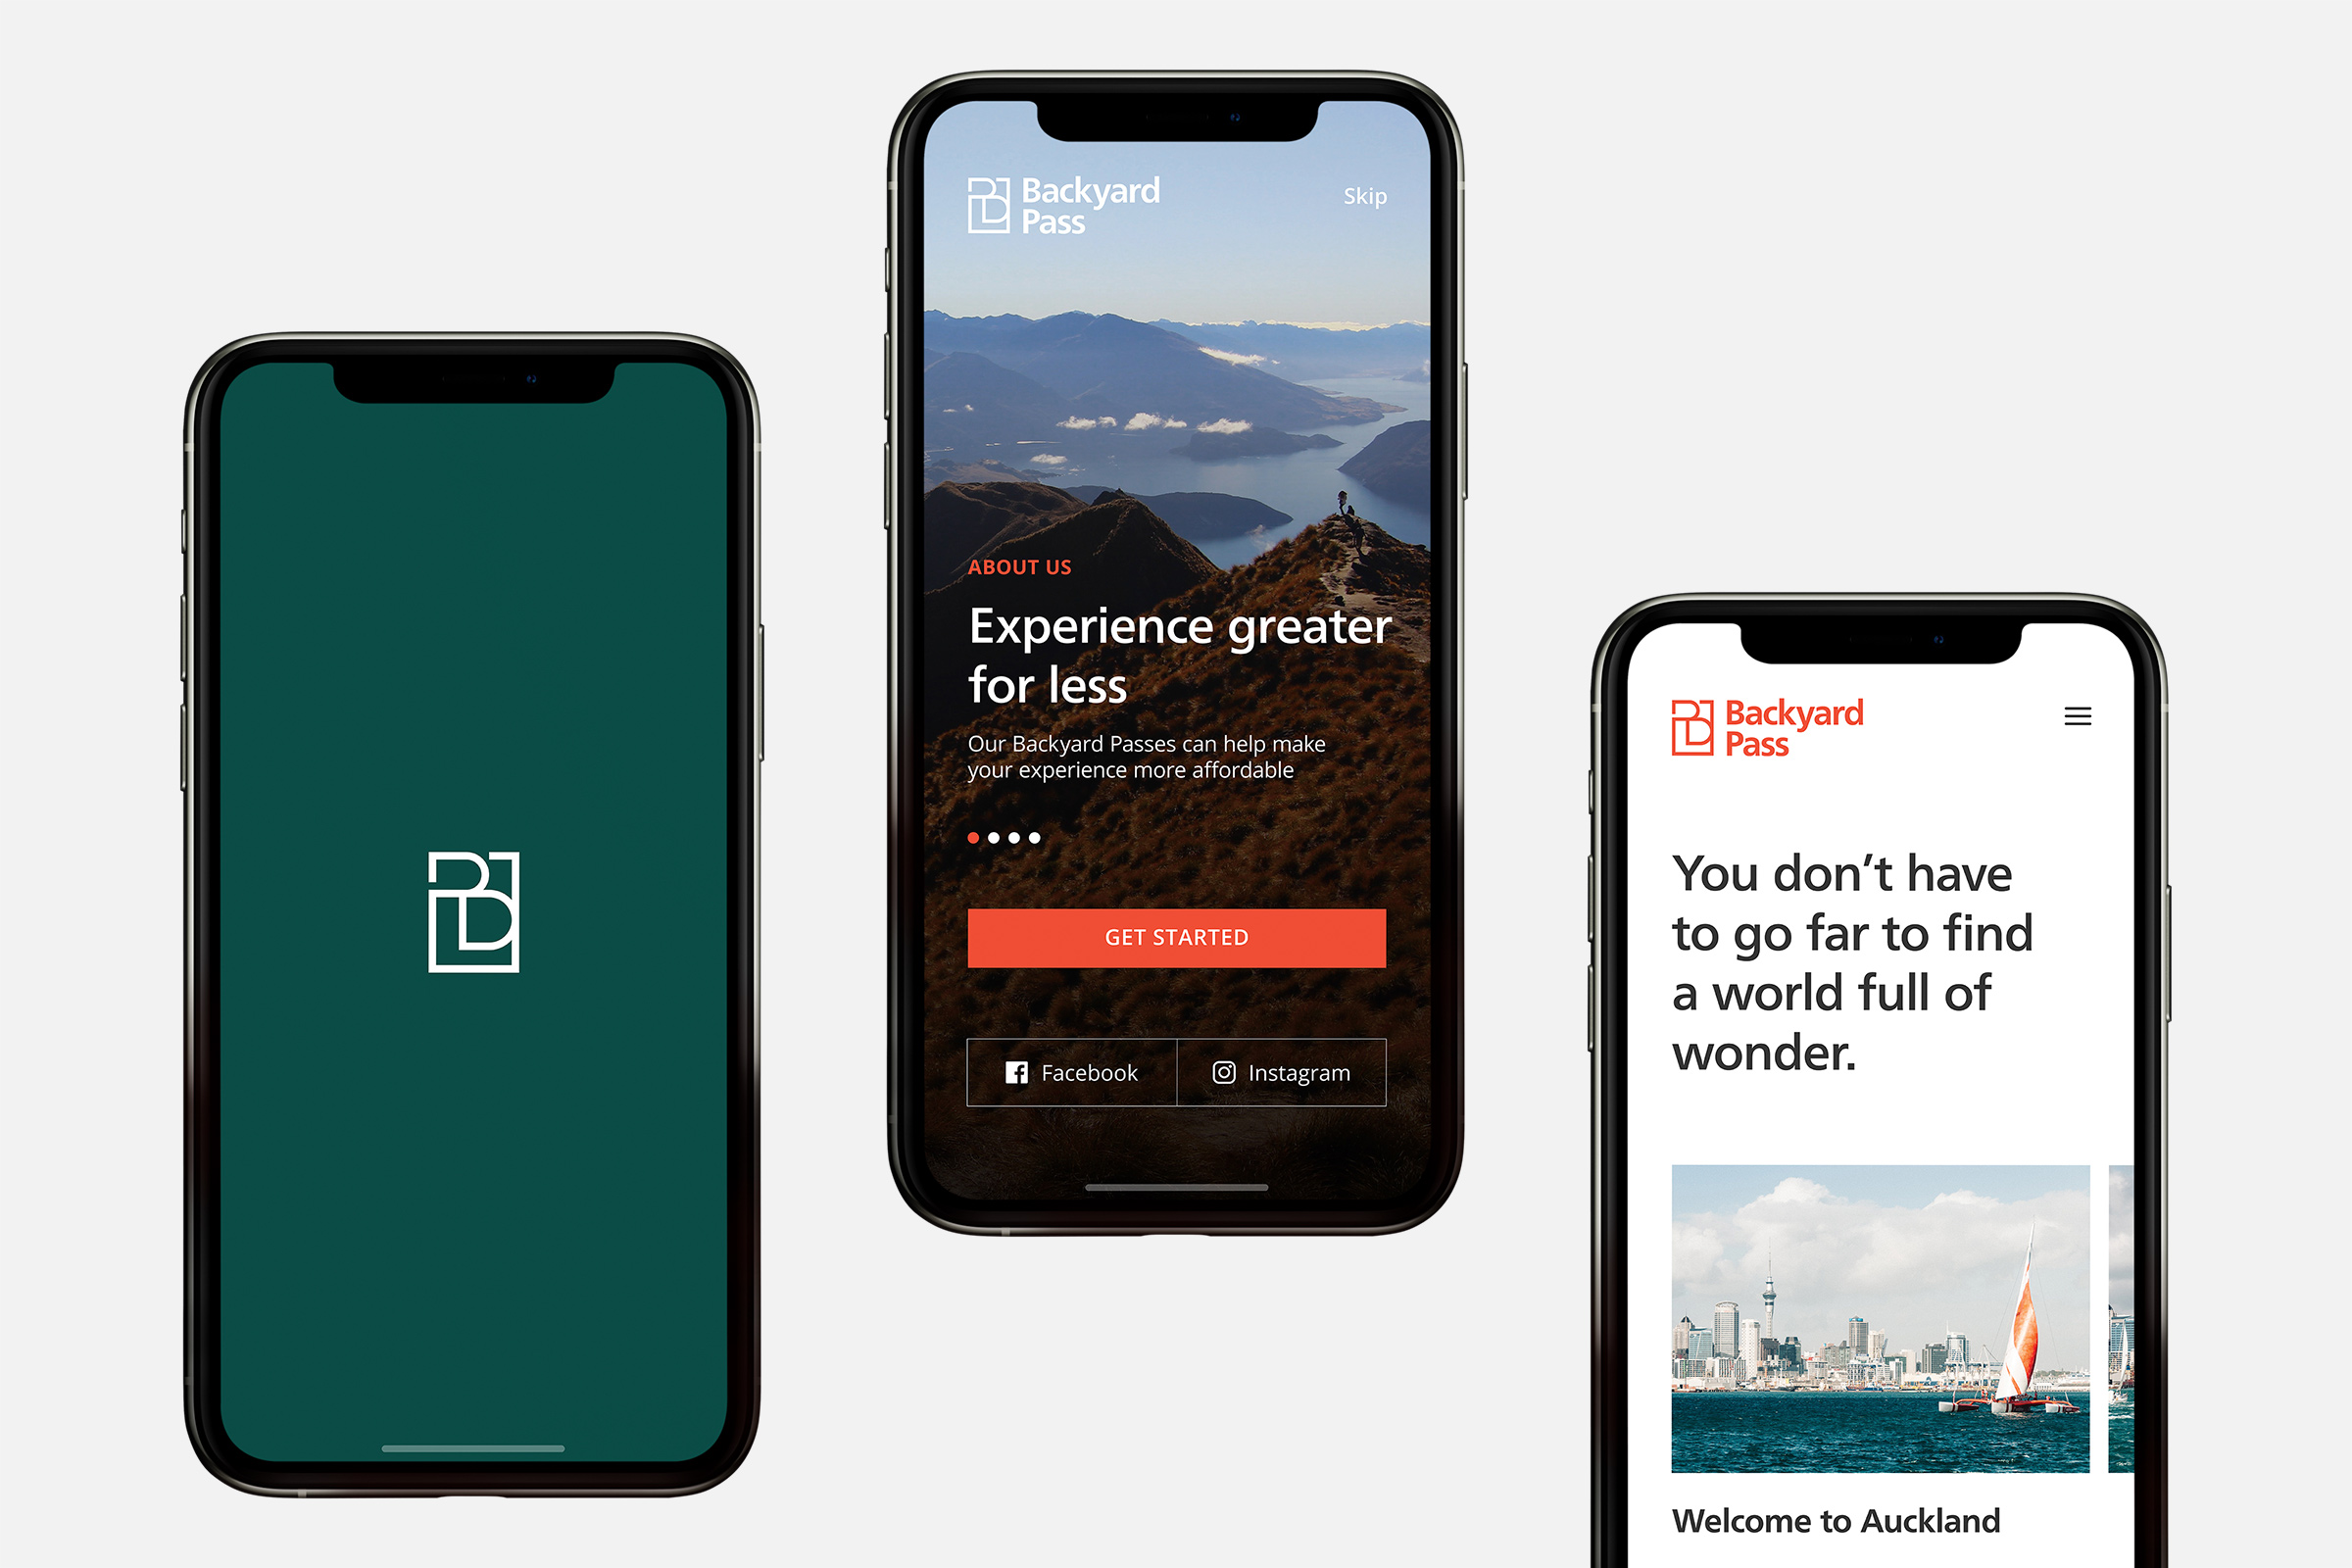 Backyard
Pass
Skip
ABOUT US
Experience greater
for less
Our Backyard Passes can help make
your experience more affordable
GET STARTED
Facebook
Instagram
Backyard
Pass
You don’t have
to go far to find
a world full of
wonder.
Welcome to Auckland